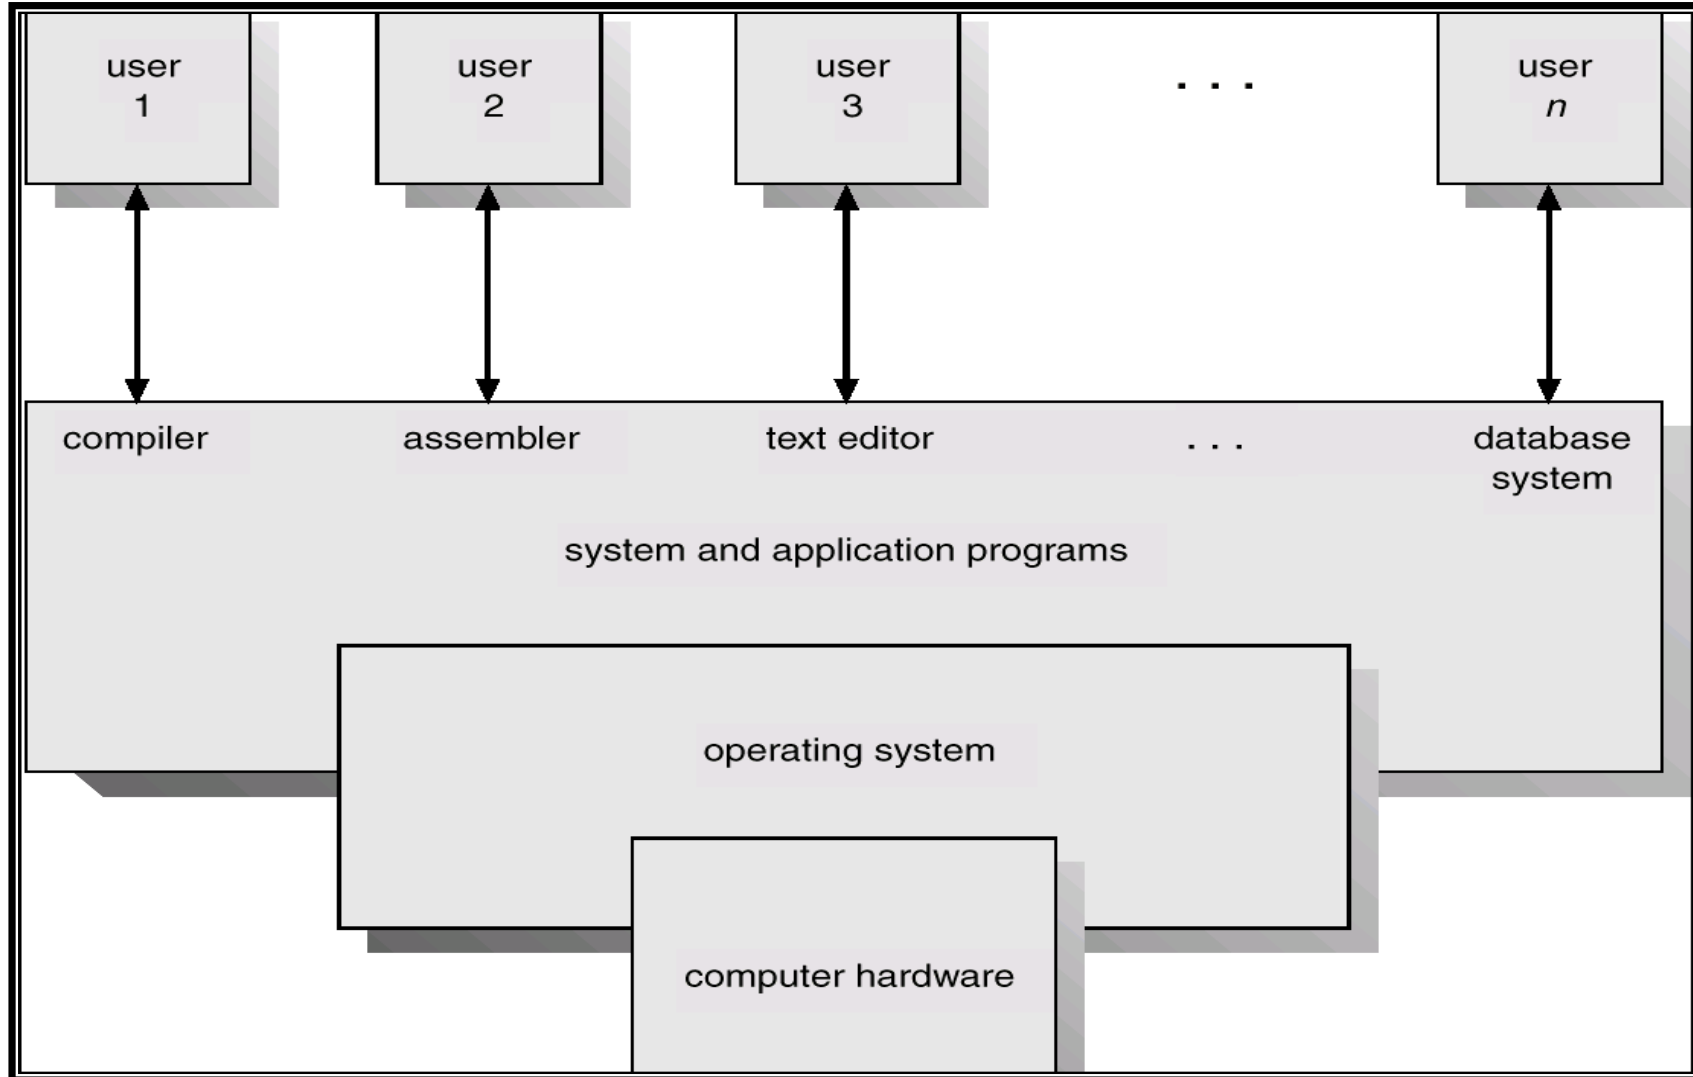 user
1
user
2
user
3
. . .
user
n
compiler
assembler
text editor
. . .
database
system
system and application programs
operating system
computer hardware